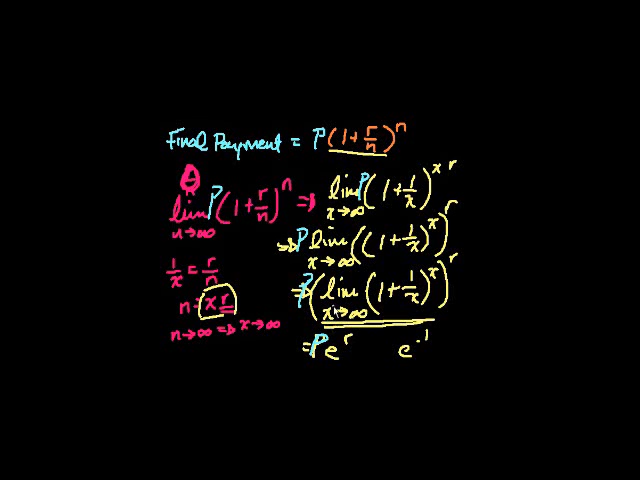 Final Payment = P(1+r/n)^n
lim n→∞ P(1+r/n)^n ⇒ lim x→∞ P(1+1/x)^xr
⇒ P lim x→∞ ((1+1/x)^x)^r
1/x = r/n
⇒ P(lim x→∞ (1+1/x)^x)^r
n = xr
n→∞ ⇒ x→∞
= Pe^r e^.1